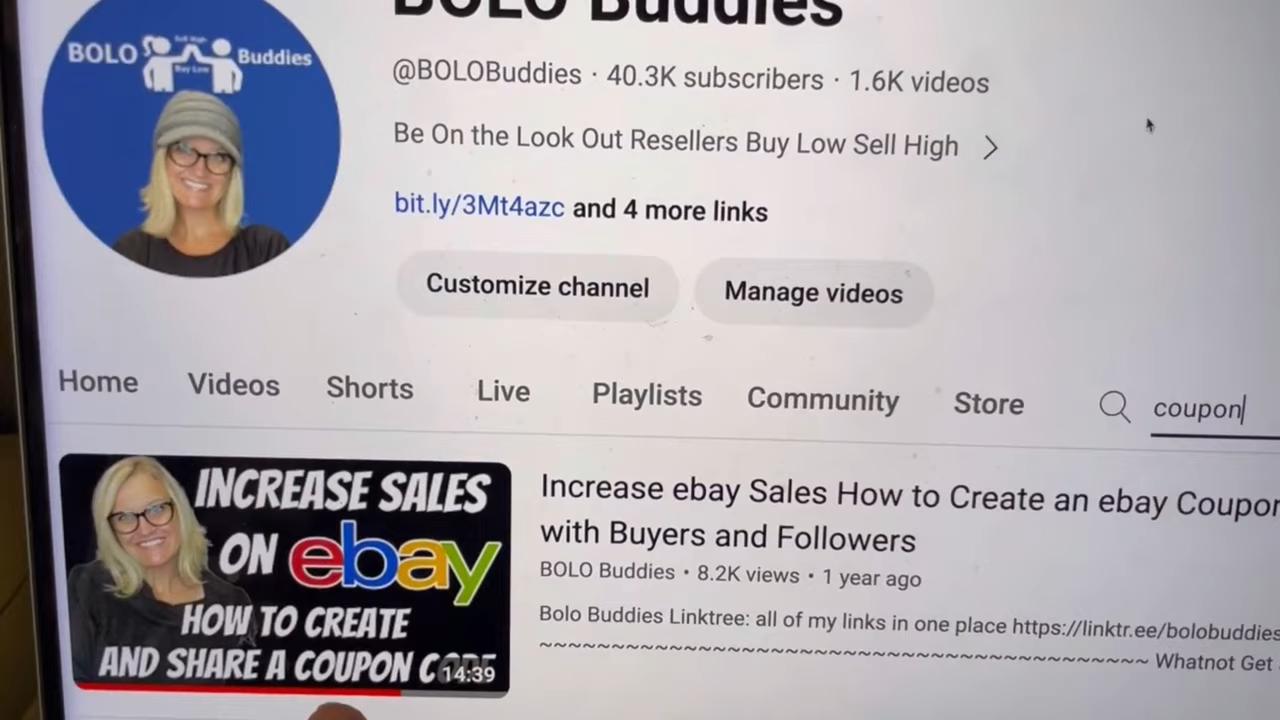 BOLO Buddies
BOLO Buddies
Sell High
Buy Low
@BOLOBuddies · 40.3K subscribers · 1.6K videos
Be On the Look Out Resellers Buy Low Sell High
bit.ly/3Mt4azc and 4 more links
Customize channel Manage videos
Home Videos Shorts Live Playlists Community Store coupon
INCREASE SALES
ON ebay
HOW TO CREATE
AND SHARE A COUPON CODE
14:39
Increase ebay Sales How to Create an ebay Coupon
with Buyers and Followers
BOLO Buddies • 8.2K views • 1 year ago
Bolo Buddies Linktree: all of my links in one place https://linktr.ee/bolobuddies
~~~~~~~~~~~~~~~~~~~~~~~~~~~~~~~~~~~~~~~~~ Whatnot Get